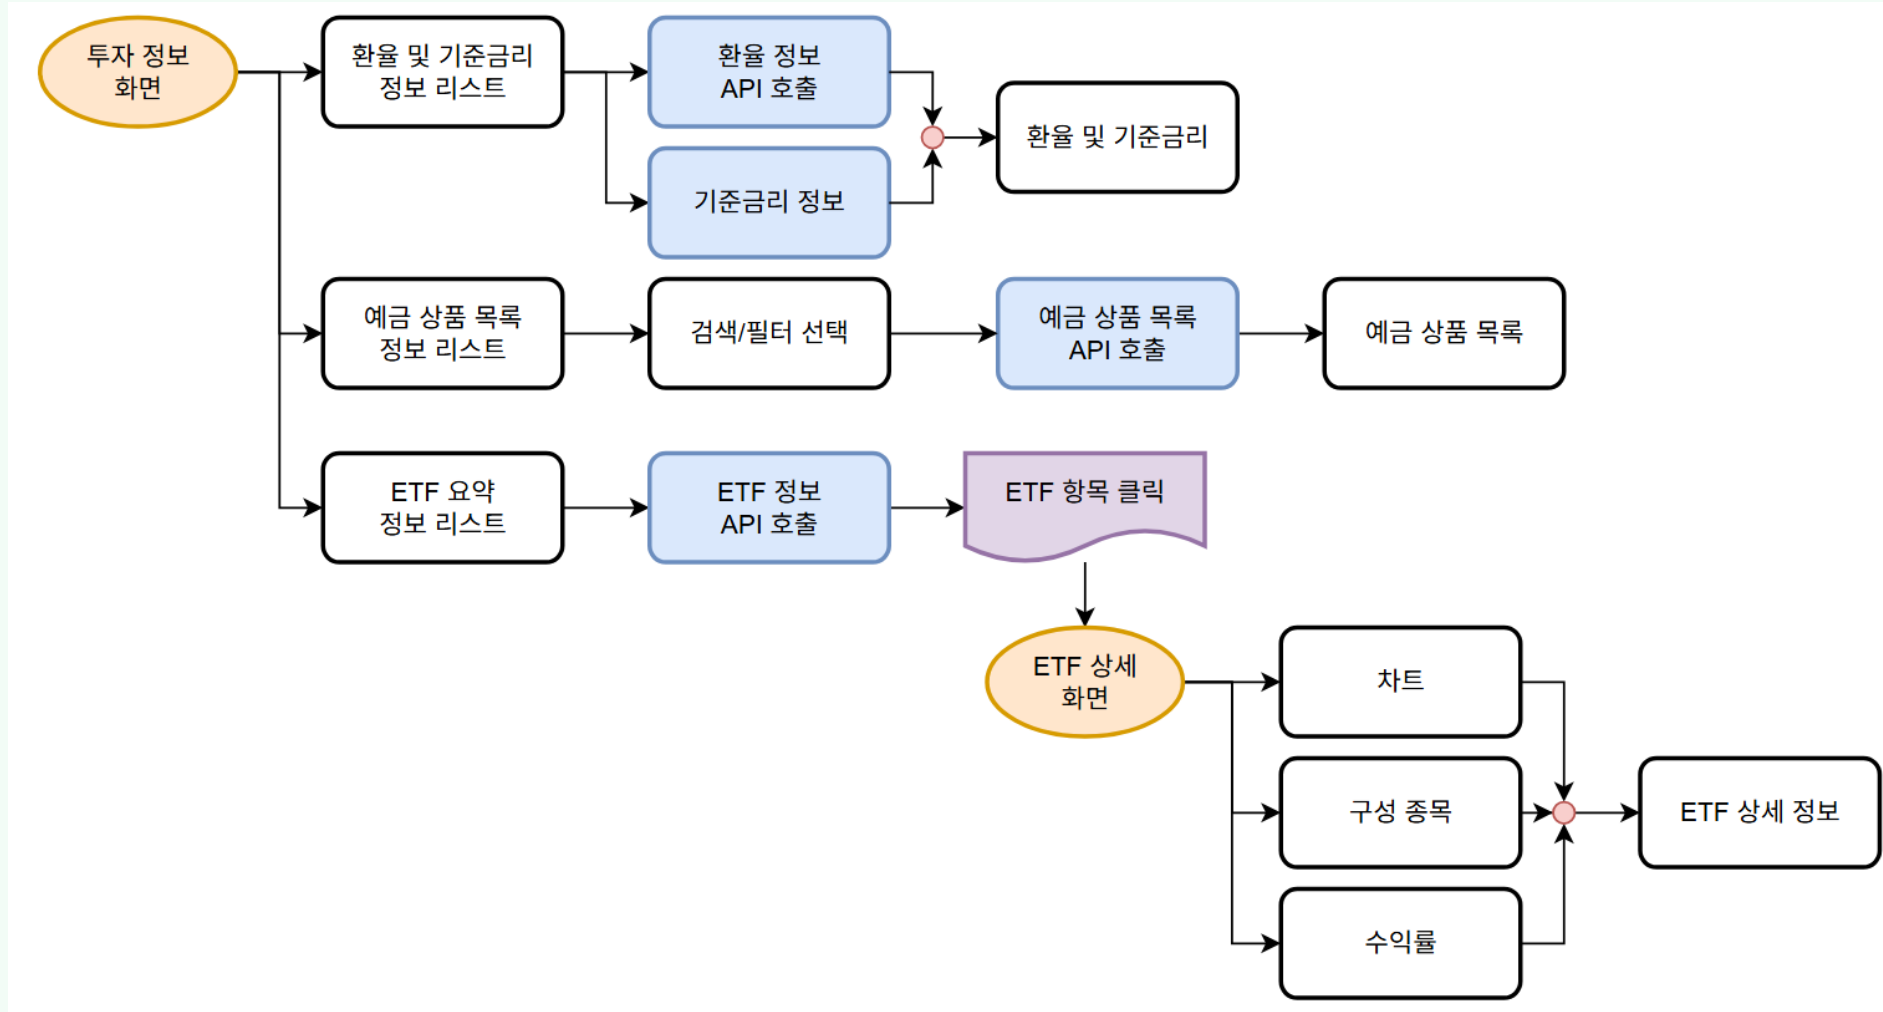 투자 정보
화면
환율 및 기준금리
정보 리스트
환율 정보
API 호출
기준금리 정보
환율 및 기준금리
예금 상품 목록
정보 리스트
검색/필터 선택
예금 상품 목록
API 호출
예금 상품 목록
ETF 요약
정보 리스트
ETF 정보
API 호출
ETF 항목 클릭
ETF 상세
화면
차트
구성 종목
수익률
ETF 상세 정보